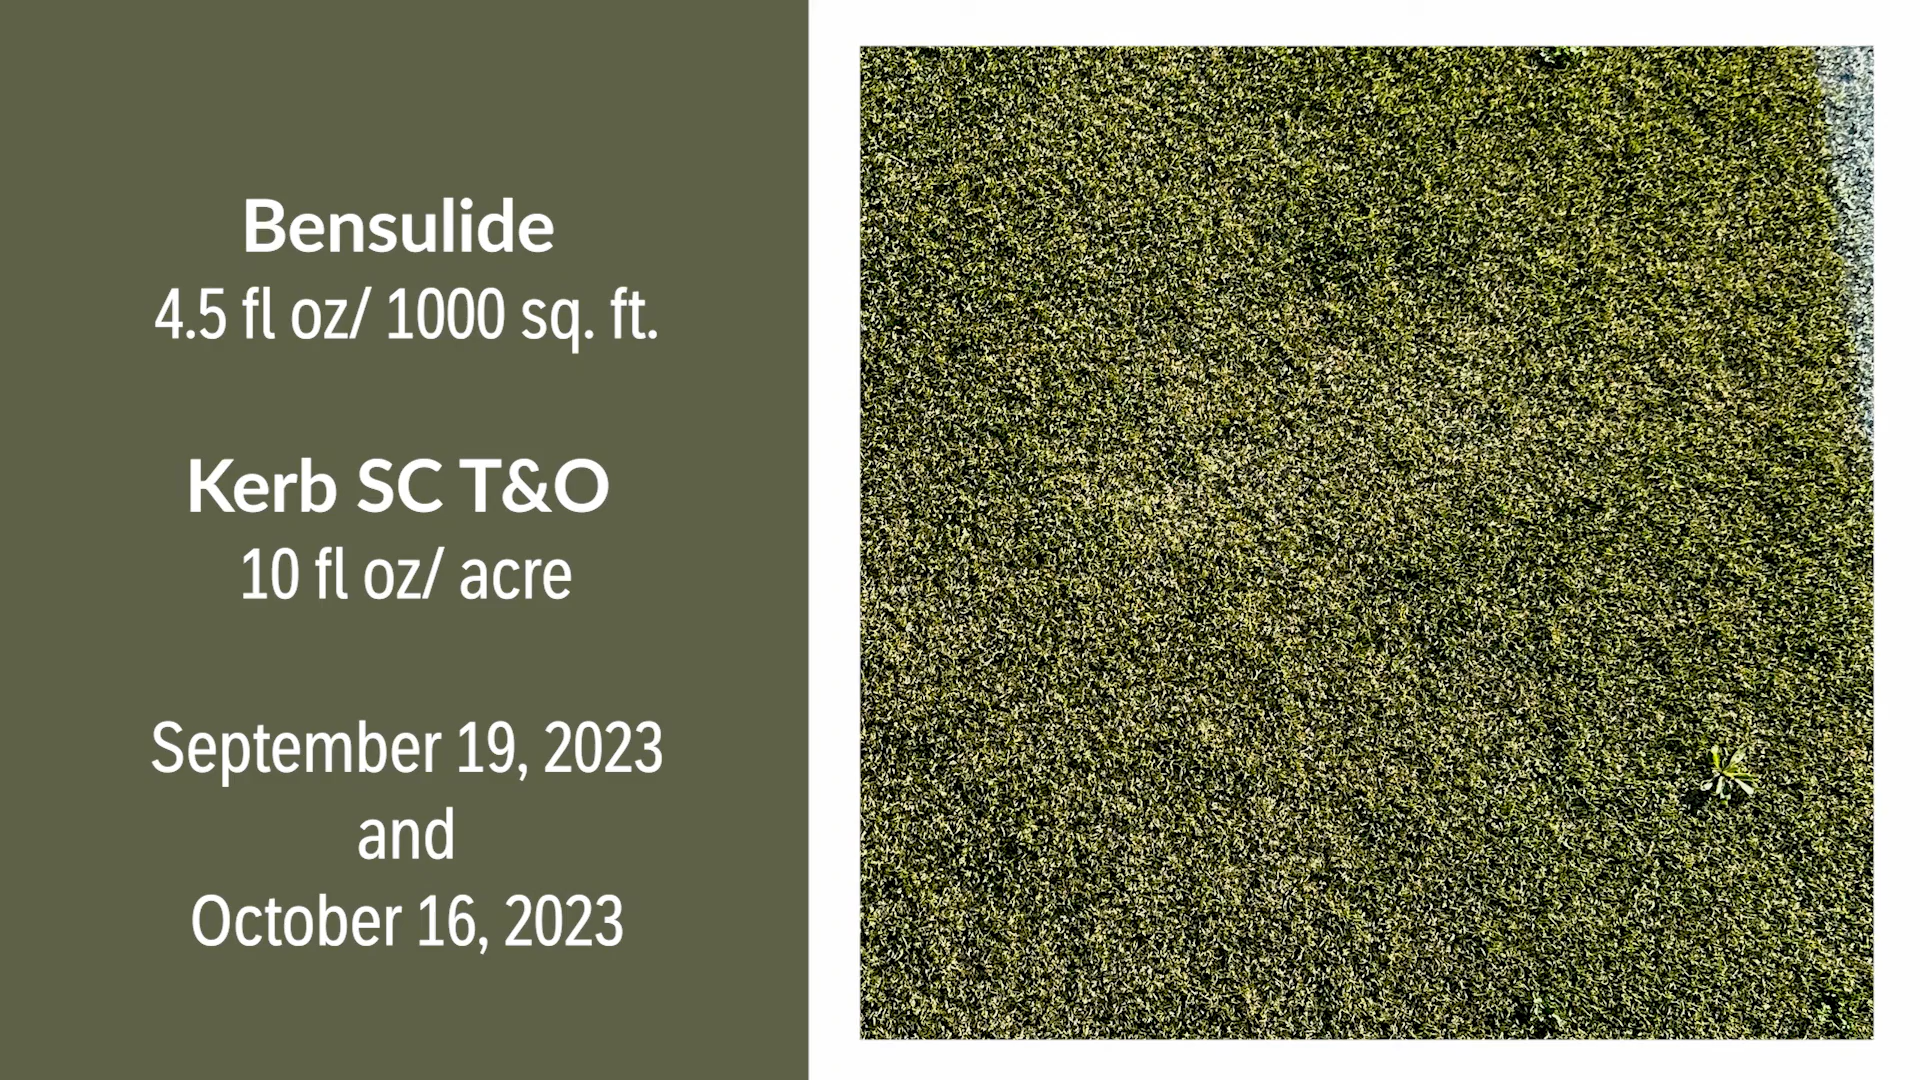 Bensulide
4.5 fl oz/ 1000 sq. ft.
Kerb SC T&O
10 fl oz/ acre
September 19, 2023
and
October 16, 2023